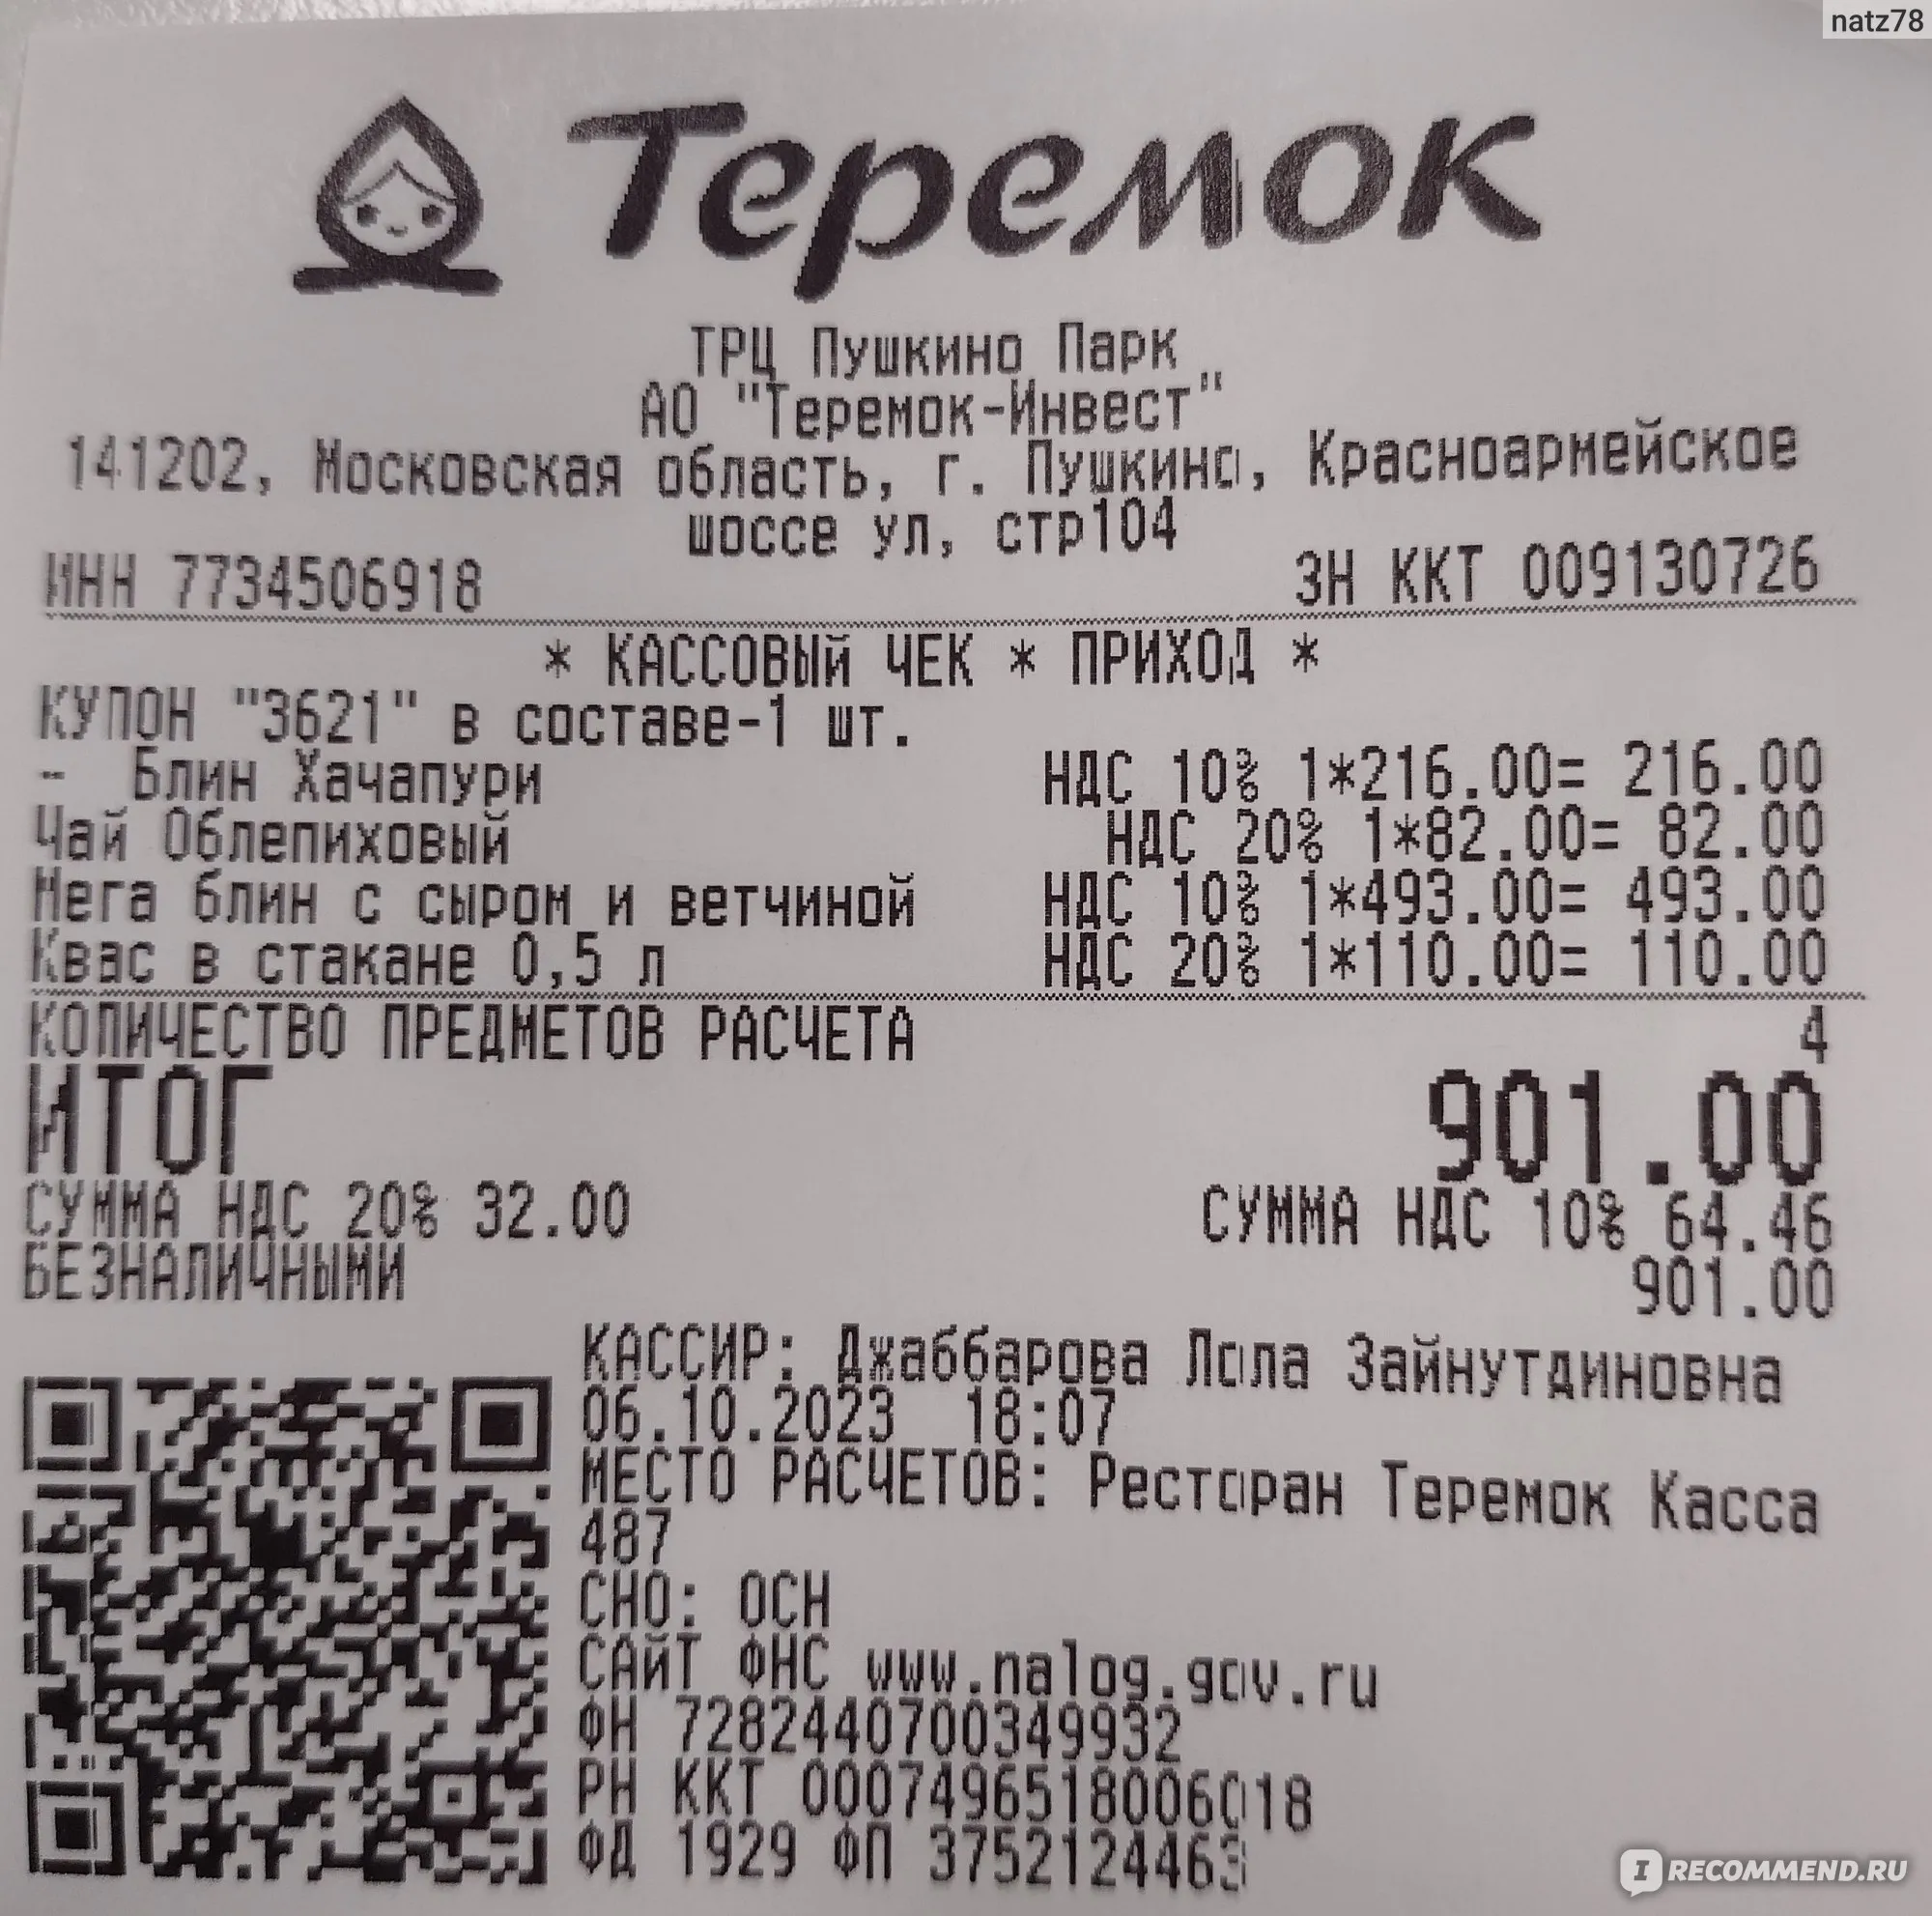 natz78
Теремок
ТРЦ Пушкино Парк
АО "Теремок-Инвест"
141202, Московская область, г. Пушкино, Красноармейское
шоссе ул, стр104
ИНН 7734506918 ЗН ККТ 009130726
* КАССОВЫЙ ЧЕК * ПРИХОД *
КУПОН "3621" в составе-1 шт.
- Блин Хачапури НДС 10% 1*216.00= 216.00
Чай Облепиховый НДС 20% 1*82.00= 82.00
Мега блин с сыром и ветчиной НДС 10% 1*493.00= 493.00
Квас в стакане 0,5 л НДС 20% 1*110.00= 110.00
КОЛИЧЕСТВО ПРЕДМЕТОВ РАСЧЕТА 4
ИТОГ 901.00
СУММА НДС 20% 32.00 СУММА НДС 10% 64.46
БЕЗНАЛИЧНЫМИ 901.00
КАССИР: Джаббарова Лола Зайнутдиновна
06.10.2023 18:07
МЕСТО РАСЧЕТОВ: Ресторан Теремок Касса
487
СНО: ОСН
САЙТ ФНС www.nalog.gov.ru
ФН 7282440700349932
РН ККТ 0007496518006018
ФД 1929 ФП 3752124463
IRECOMMEND.RU